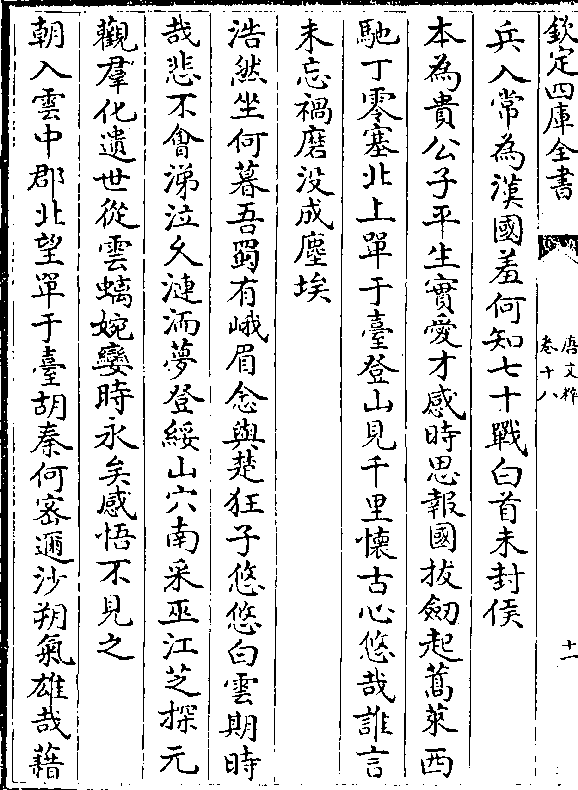 欽定四庫全書
唐文粹
卷十八
十一
兵入常為漢國羞何知七十戰白首未封侯
本為貴公子平生實愛才感時思報國拔劒起蒿萊西
馳丁零塞北上單于臺登山見千里懷古心悠哉誰言
未忘禍磨没成塵埃
浩然坐何暮吾蜀有峨眉念與楚狂子悠悠白雲期時
哉悲不㑹涕泣久漣洏夢登綏山穴南采巫江芝探元
觀羣化遺世從雲螭婉孌時永矣感悟不見之
朝入雲中郡北望單于臺胡秦何密邇沙朔氣雄哉藉